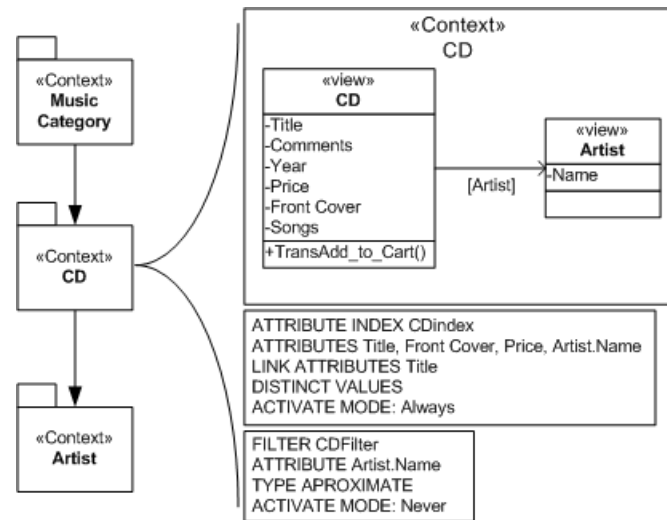 «Context»
Music
Category
«Context»
CD
«Context»
Artist
«Context»
CD
«view»
CD
-Title
-Comments
-Year
-Price
-Front Cover
-Songs
+TransAdd_to_Cart()
[Artist]
«view»
Artist
-Name
ATTRIBUTE INDEX CDindex
ATTRIBUTES Title, Front Cover, Price, Artist.Name
LINK ATTRIBUTES Title
DISTINCT VALUES
ACTIVATE MODE: Always
FILTER CDFilter
ATTRIBUTE Artist.Name
TYPE APROXIMATE
ACTIVATE MODE: Never